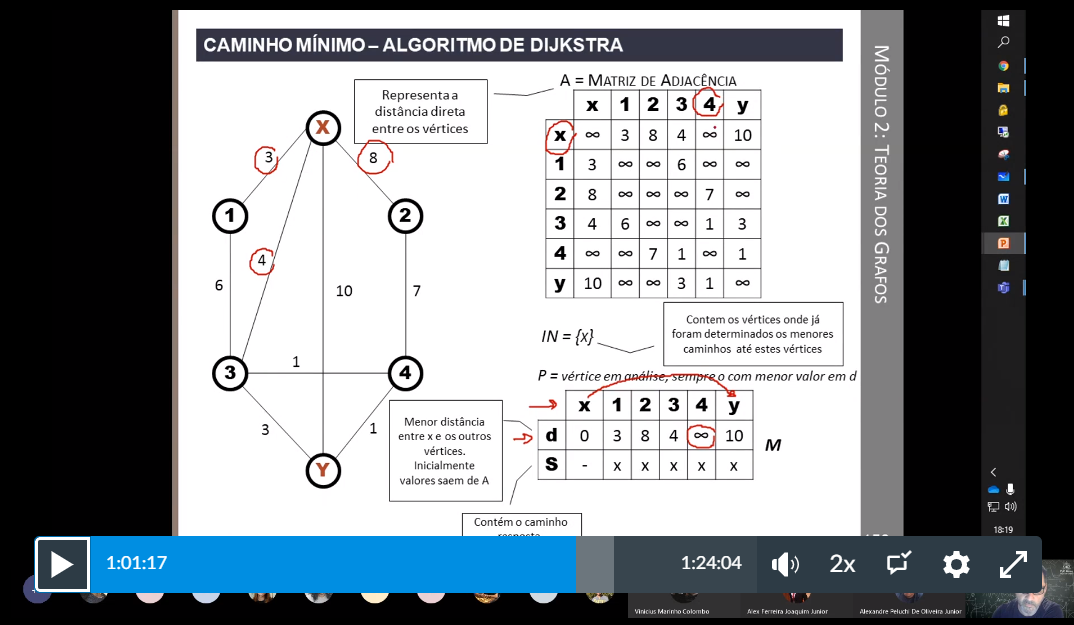 CAMINHO MÍNIMO – ALGORITMO DE DIJKSTRA
MÓDULO 2: TEORIA DOS GRAFOS
Representa a
distância direta
entre os vértices
A = MATRIZ DE ADJACÊNCIA
x 1 2 3 4 y
x ∞ 3 8 4 ∞ 10
1 3 ∞ ∞ 6 ∞ ∞
2 8 ∞ ∞ ∞ 7 ∞
3 4 6 ∞ ∞ 1 3
4 ∞ ∞ 7 1 ∞ 1
y 10 ∞ ∞ 3 1 ∞
X
3
8
1
2
4
6
10
7
1
3
4
3
1
Y
IN = {x}
Contem os vértices onde já
foram determinados os menores
caminhos até estes vértices
P = vértice em análise, sempre o com menor valor em d
x 1 2 3 4 y
d 0 3 8 4 ∞ 10
S - x x x x x
M
Menor distância
entre x e os outros
vértices.
Inicialmente
valores saem de A
Contém o caminho
18:19
1:01:17
1:24:04
2x
Vinicius Marinho Colombo
Alex Ferreira Joaquim Junior
Alexandre Peluchi De Oliveira Junior